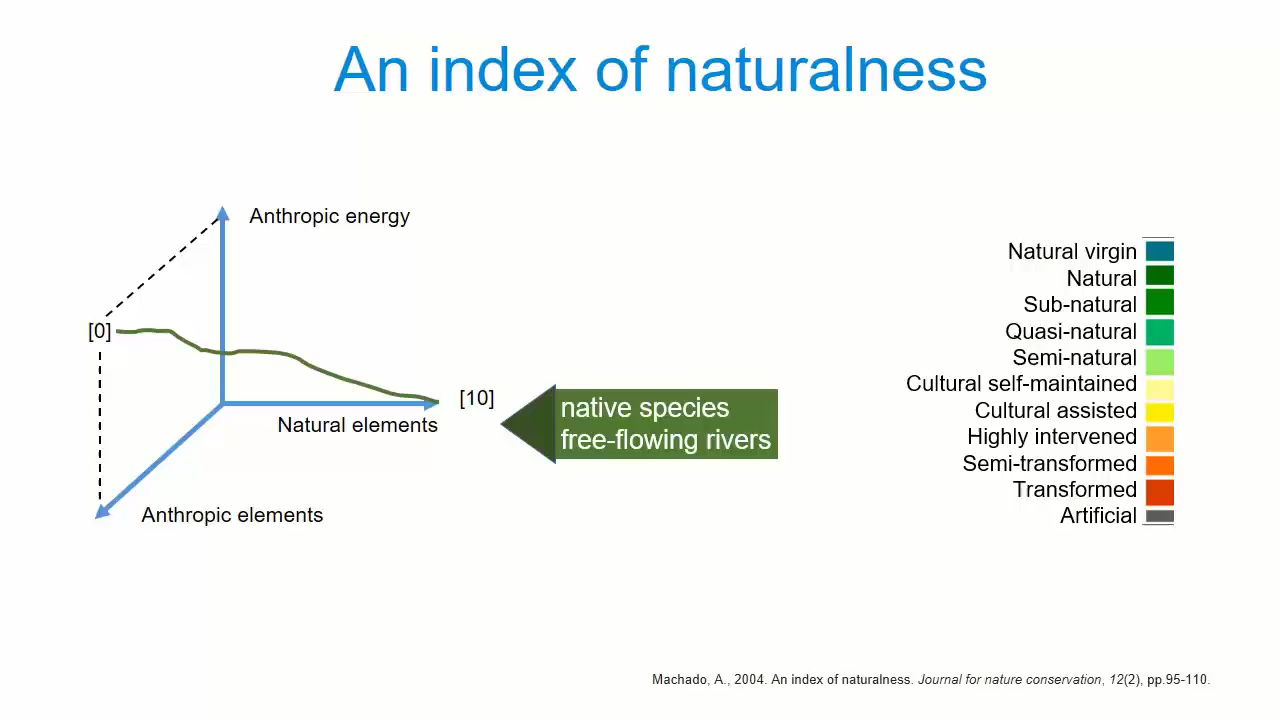 An index of naturalness
Anthropic energy
[0]
[10]
Natural elements
Anthropic elements
native species
free-flowing rivers
Natural virgin
Natural
Sub-natural
Quasi-natural
Semi-natural
Cultural self-maintained
Cultural assisted
Highly intervened
Semi-transformed
Transformed
Artificial
Machado, A., 2004. An index of naturalness. Journal for nature conservation, 12(2), pp.95-110.